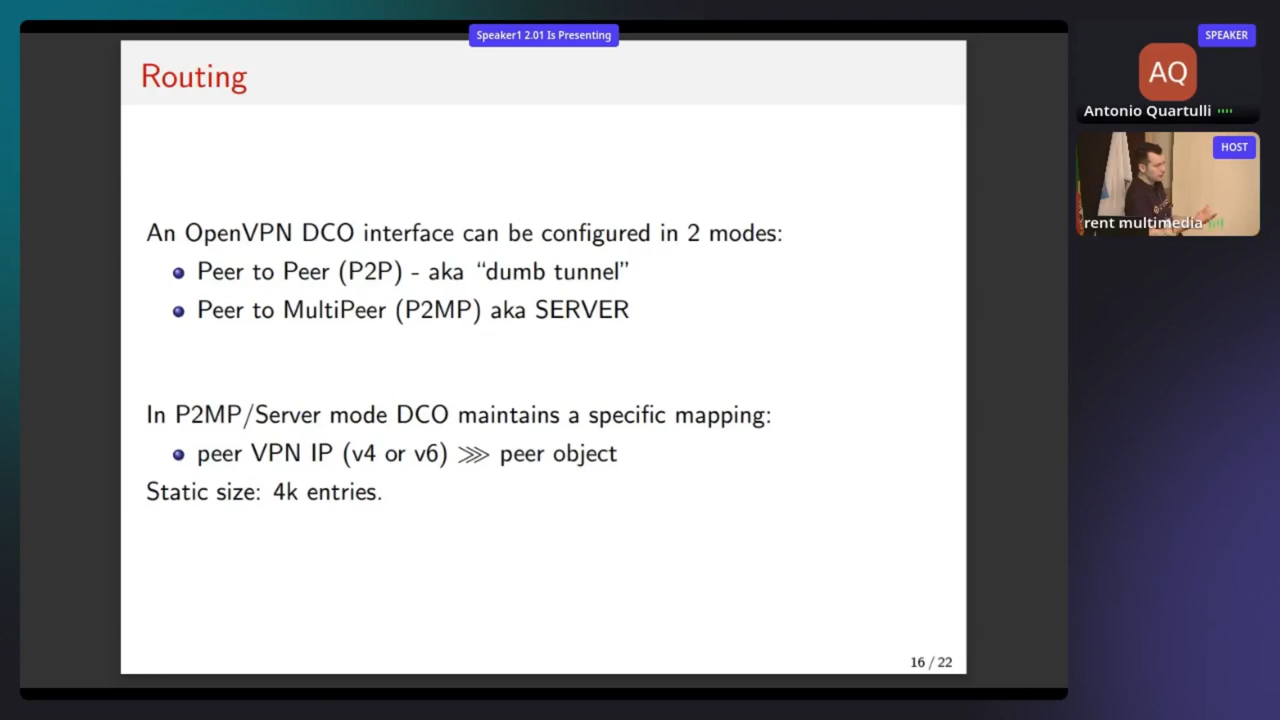 Speaker1 2.01 Is Presenting
SPEAKER
AQ
Antonio Quartulli
HOST
rent multimedia
Routing
An OpenVPN DCO interface can be configured in 2 modes:
Peer to Peer (P2P) - aka “dumb tunnel”
Peer to MultiPeer (P2MP) aka SERVER
In P2MP/Server mode DCO maintains a specific mapping:
peer VPN IP (v4 or v6) ⋙ peer object
Static size: 4k entries.
16 / 22